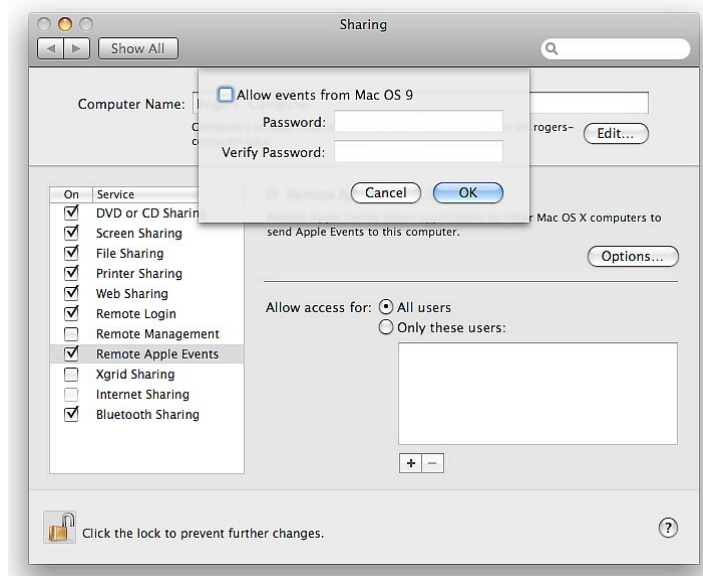 Sharing
Show All
Allow events from Mac OS 9
Computer Name:
Password:
rogers-
Edit...
Verify Password:
Cancel
OK
On Service
DVD or CD Sharing
Mac OS X computers to
Screen Sharing
send Apple Events to this computer.
File Sharing
Options...
Printer Sharing
Web Sharing
Remote Login
Allow access for: All users
Remote Management
Only these users:
Remote Apple Events
Xgrid Sharing
Internet Sharing
Bluetooth Sharing
+ −
Click the lock to prevent further changes.
?